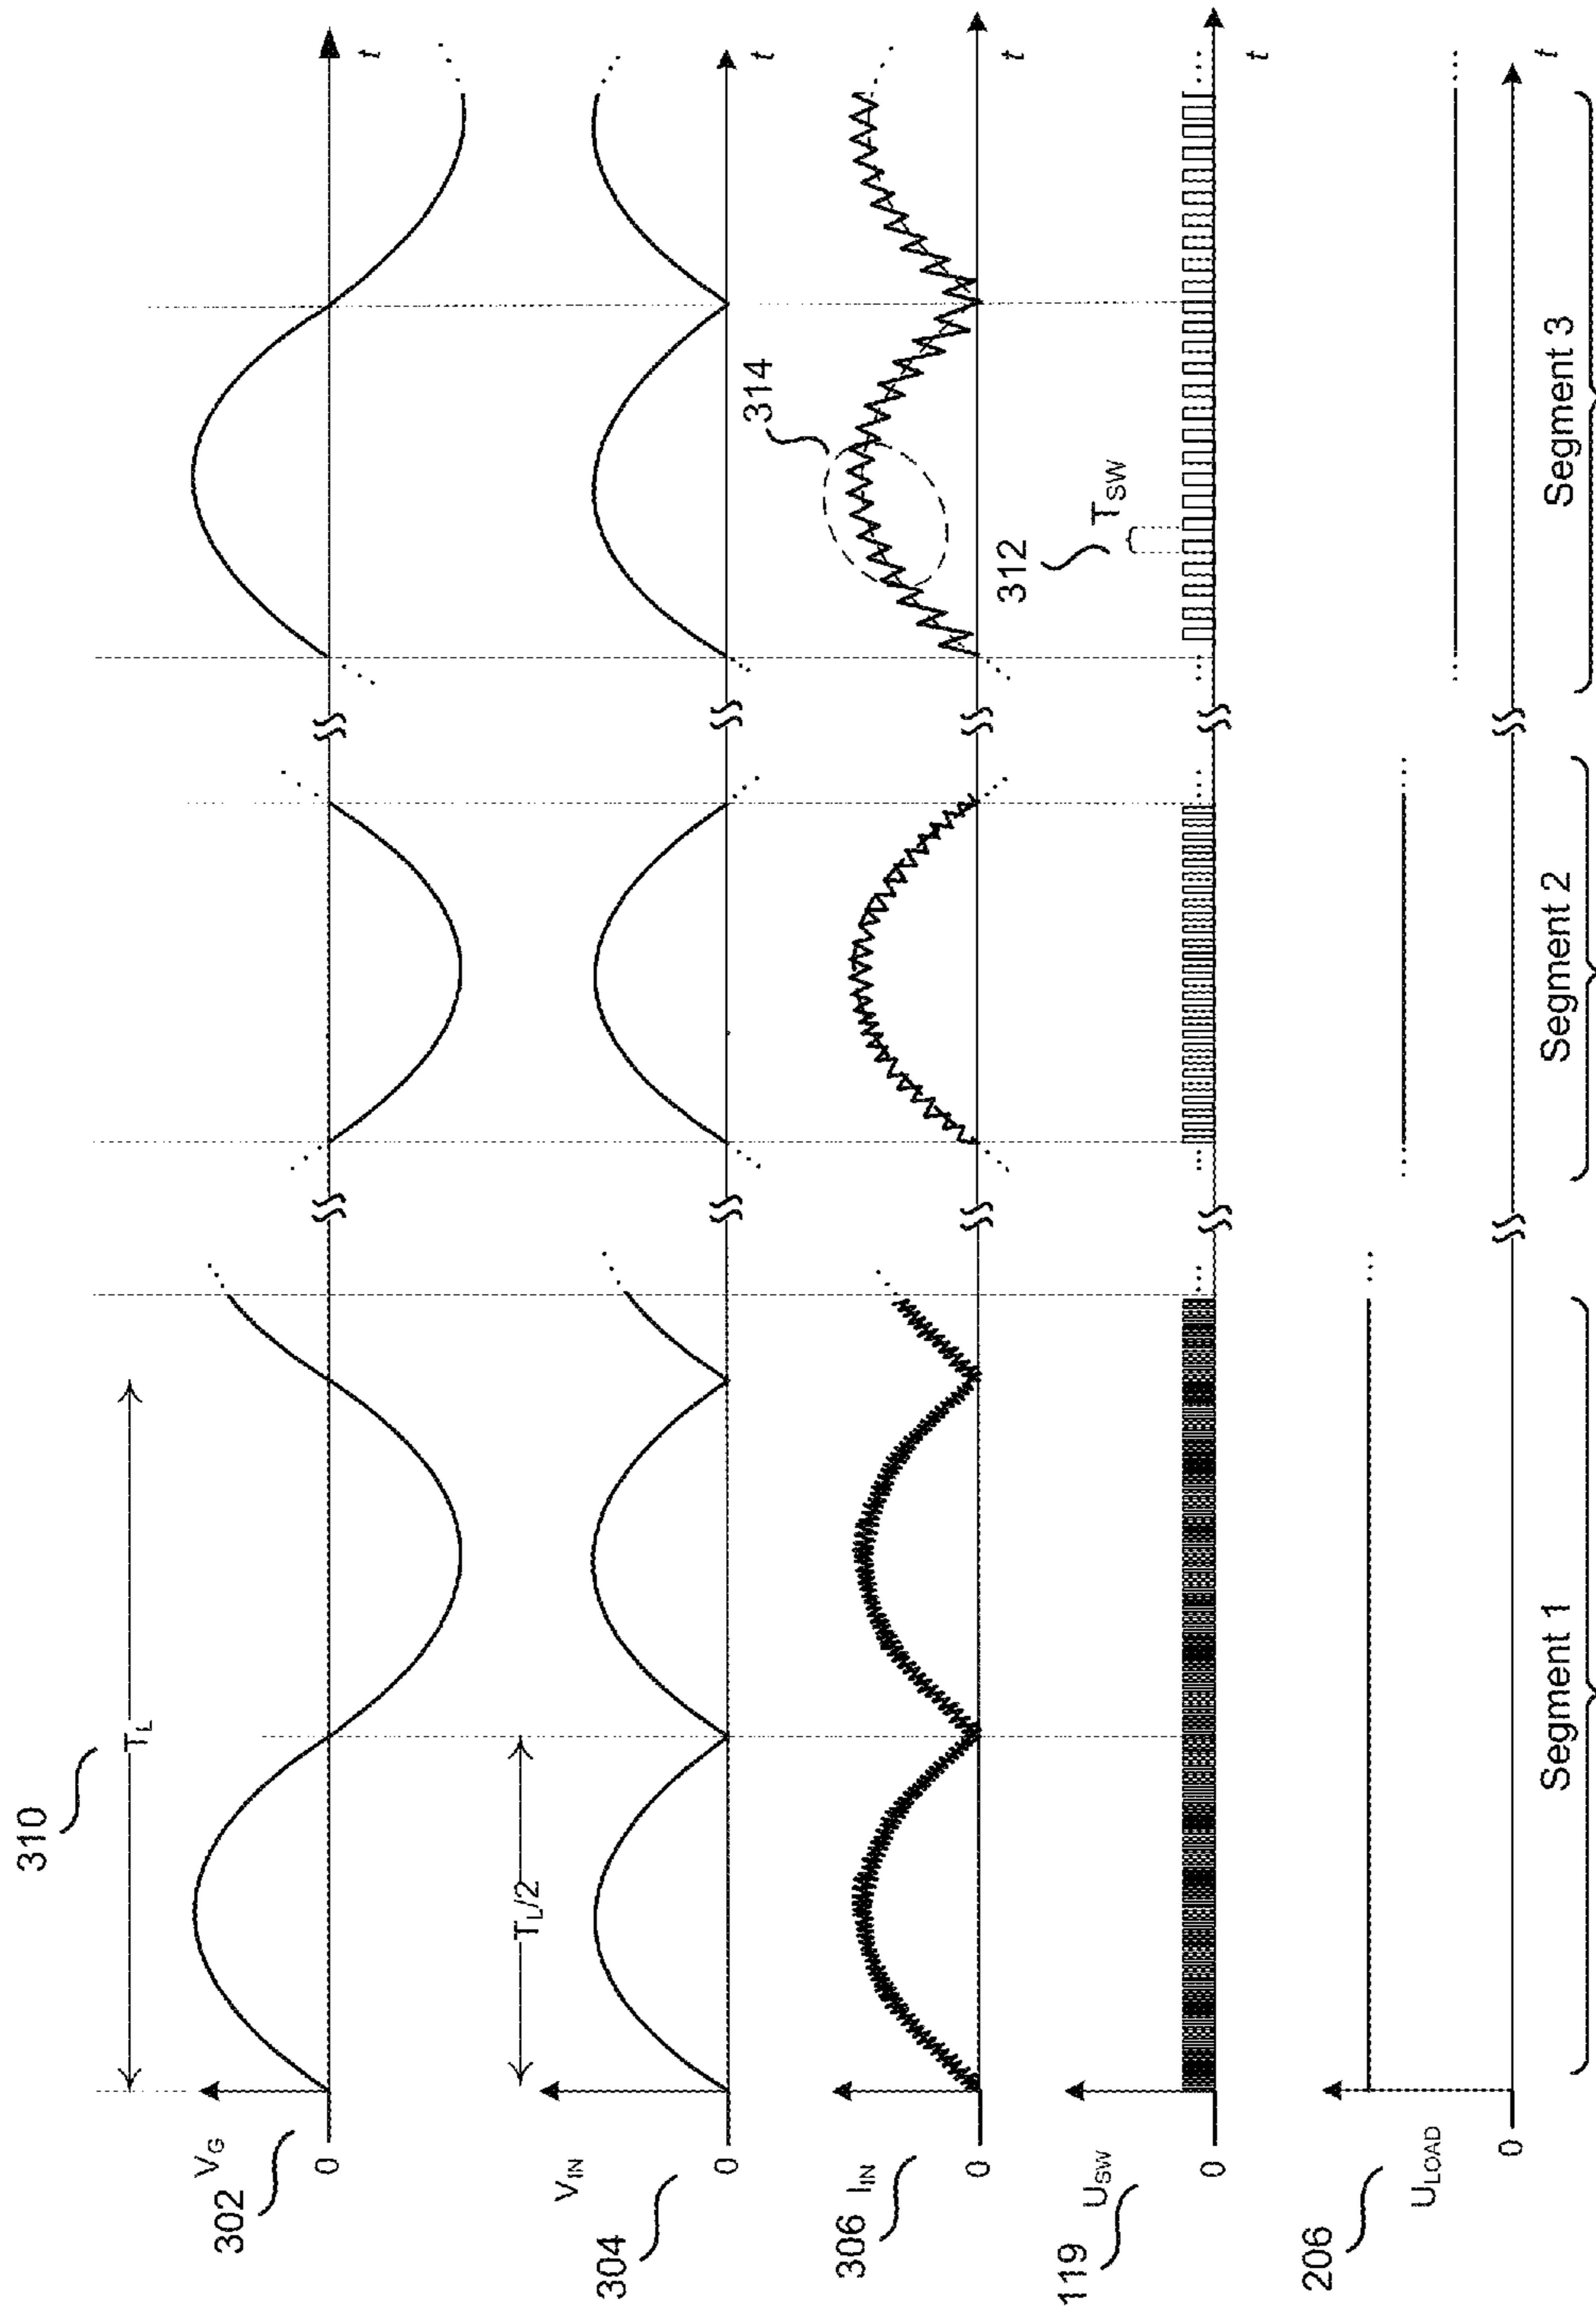 310
T_L
V_G
302
0
t
T_L/2
V_IN
304
0
t
314
I_IN
306
0
t
312
T_SW
U_SW
119
0
t
U_LOAD
206
0
t
Segment 1
Segment 2
Segment 3